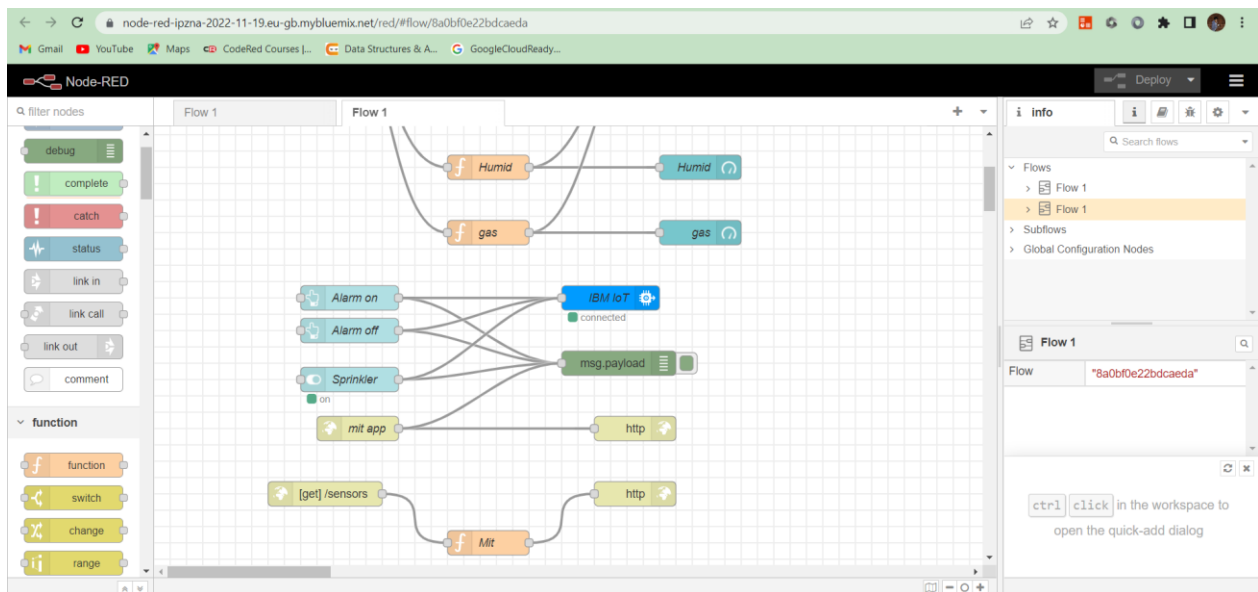 node-red-ipzna-2022-11-19.eu-gb.mybluemix.net/red/#flow/8a0bf0e22bdcaeda
Gmail YouTube Maps CodeRed Courses |... Data Structures & A... GoogleCloudReady...
Node-RED Deploy
filter nodes
Flow 1 Flow 1
i info i
Search flows
debug
complete
catch
status
link in
link call
link out
comment
function
function
switch
change
range
Humid Humid
gas gas
Alarm on IBM IoT
connected
Alarm off
msg.payload
Sprinkler
on
mit app http
[get] /sensors http
Mit
Flows
Flow 1
Flow 1
Subflows
Global Configuration Nodes
Flow 1
Flow "8a0bf0e22bdcaeda"
ctrl click in the workspace to
open the quick-add dialog